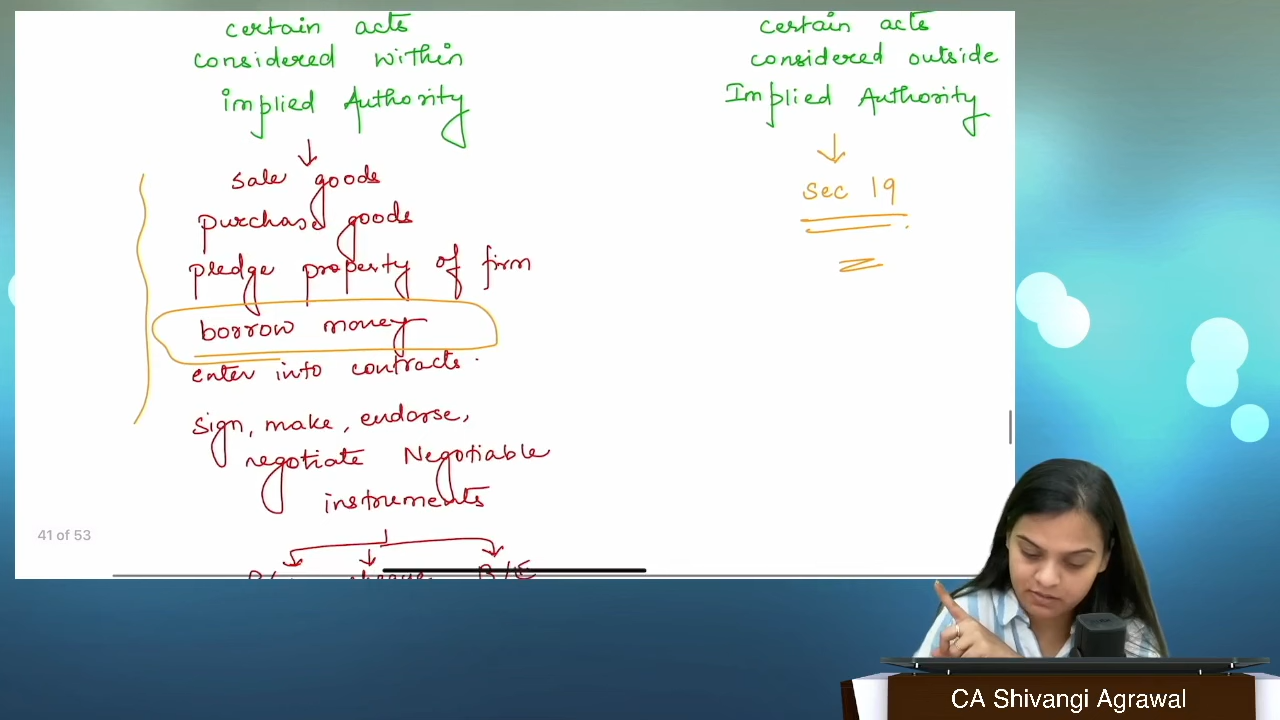 certain acts
considered within
implied Authority
sale goods
purchase goods
pledge property of firm
borrow money
enter into contracts.
sign, make, endorse,
negotiate Negotiable
instruments
B/E
certain acts
considered outside
Implied Authority
Sec 19
41 of 53
CA Shivangi Agrawal